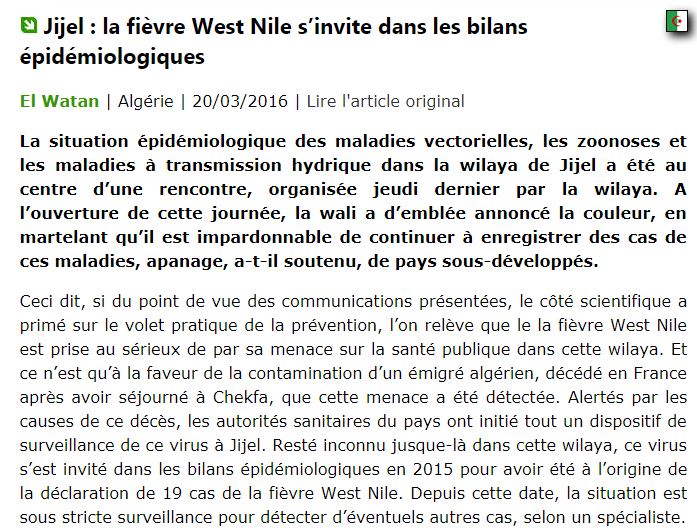 Jijel : la fièvre West Nile s’invite dans les bilans
épidémiologiques
El Watan | Algérie | 20/03/2016 | Lire l'article original
La situation épidémiologique des maladies vectorielles, les zoonoses et
les maladies à transmission hydrique dans la wilaya de Jijel a été au
centre d’une rencontre, organisée jeudi dernier par la wilaya. A
l’ouverture de cette journée, la wali a d’emblée annoncé la couleur, en
martelant qu’il est impardonnable de continuer à enregistrer des cas de
ces maladies, apanage, a-t-il soutenu, de pays sous-développés.
Ceci dit, si du point de vue des communications présentées, le côté scientifique a
primé sur le volet pratique de la prévention, l’on relève que le la fièvre West Nile
est prise au sérieux de par sa menace sur la santé publique dans cette wilaya. Et
ce n’est qu’à la faveur de la contamination d’un émigré algérien, décédé en France
après avoir séjourné à Chekfa, que cette menace a été détectée. Alertés par les
causes de ce décès, les autorités sanitaires du pays ont initié tout un dispositif de
surveillance de ce virus à Jijel. Resté inconnu jusque-là dans cette wilaya, ce virus
s’est invité dans les bilans épidémiologiques en 2015 pour avoir été à l’origine de
la déclaration de 19 cas de la fièvre West Nile. Depuis cette date, la situation est
sous stricte surveillance pour détecter d’éventuels autres cas, selon un spécialiste.